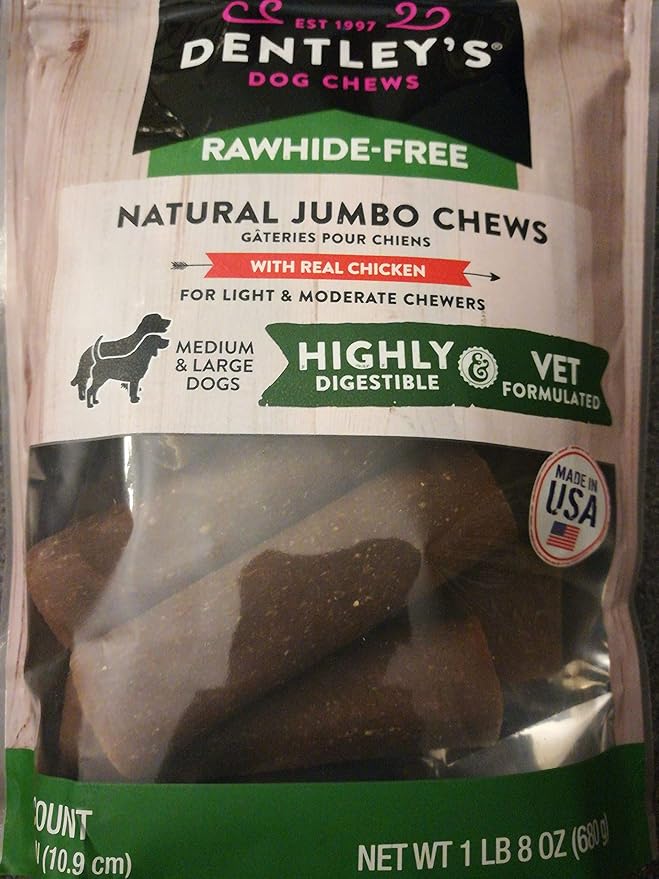 EST 1997
DENTLEY'S®
DOG CHEWS
RAWHIDE-FREE
NATURAL JUMBO CHEWS
GÂTERIES POUR CHIENS
WITH REAL CHICKEN
FOR LIGHT & MODERATE CHEWERS
MEDIUM
& LARGE
DOGS
HIGHLY
DIGESTIBLE
&
VET
FORMULATED
MADE IN
USA
OUNT
(10.9 cm)
NET WT 1 LB 8 OZ (680 g)